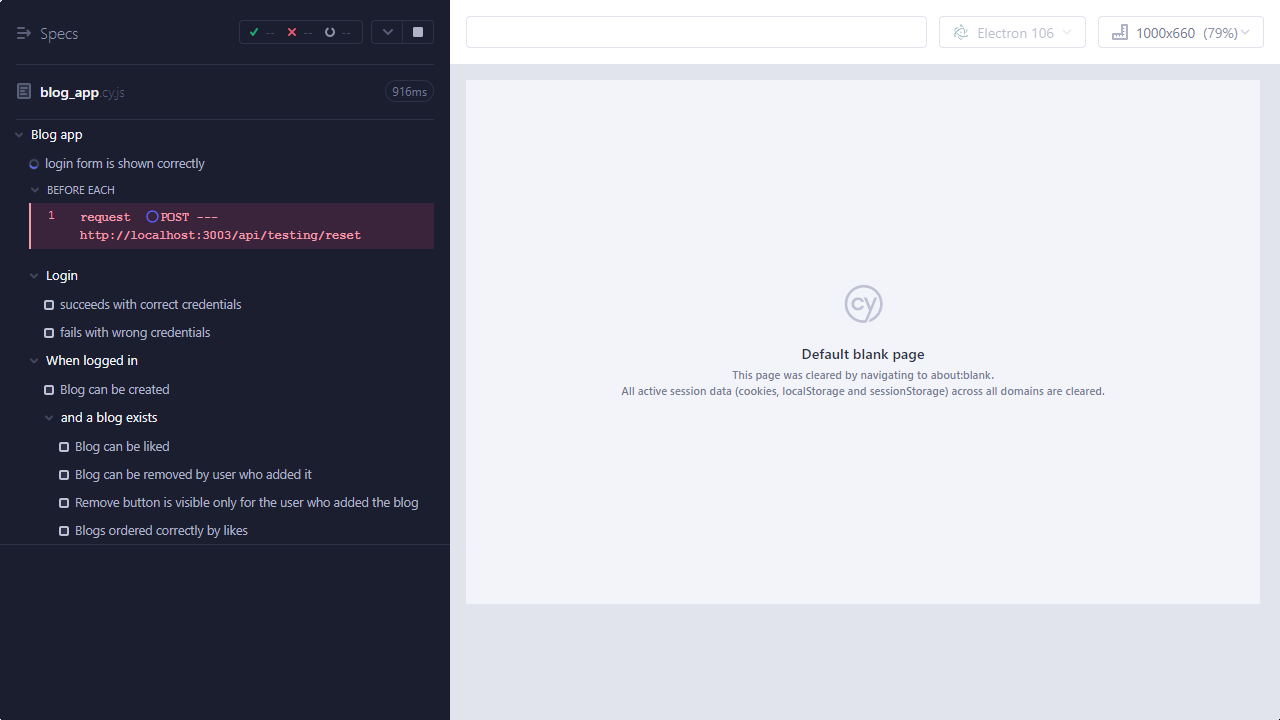 Specs
-- -- --
blog_app.cy.js
916ms
Blog app
login form is shown correctly
BEFORE EACH
1 request POST ---
http://localhost:3003/api/testing/reset
Login
succeeds with correct credentials
fails with wrong credentials
When logged in
Blog can be created
and a blog exists
Blog can be liked
Blog can be removed by user who added it
Remove button is visible only for the user who added the blog
Blogs ordered correctly by likes
Electron 106
1000x660 (79%)
cy
Default blank page
This page was cleared by navigating to about:blank.
All active session data (cookies, localStorage and sessionStorage) across all domains are cleared.